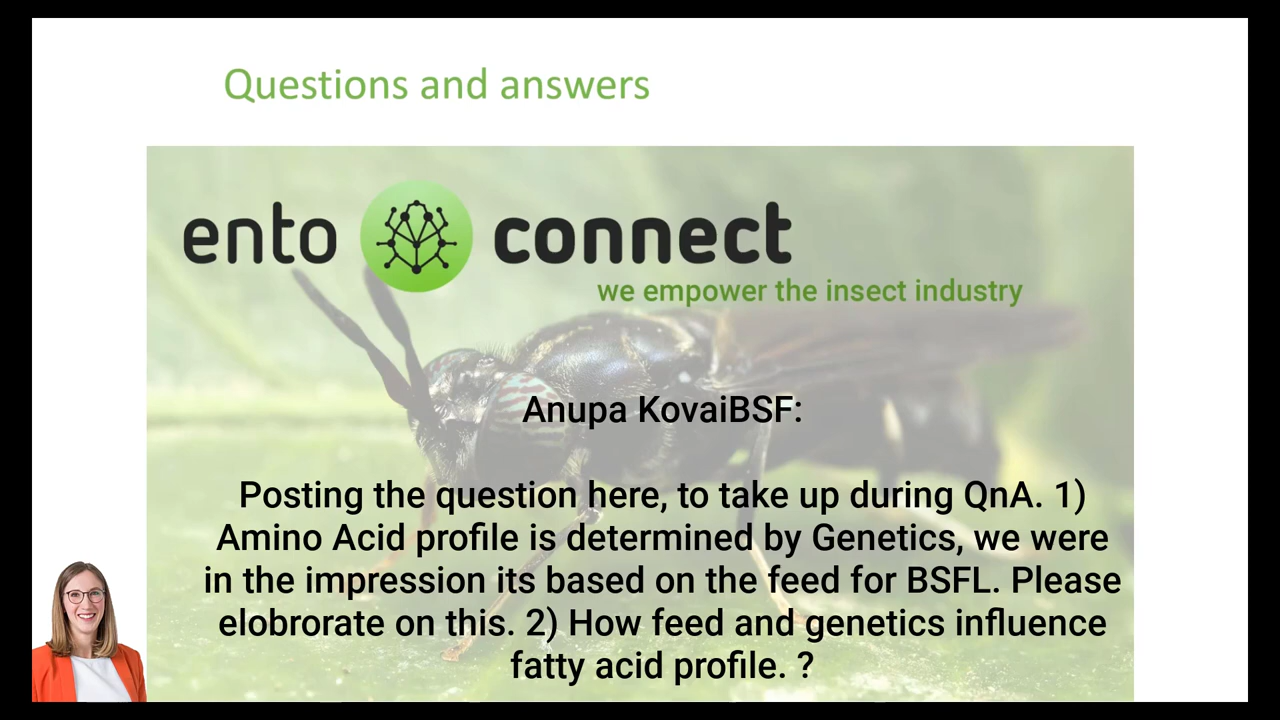 Questions and answers
ento connect
we empower the insect industry
Anupa KovaiBSF:
Posting the question here, to take up during QnA. 1)
Amino Acid profile is determined by Genetics, we were
in the impression its based on the feed for BSFL. Please
elobrorate on this. 2) How feed and genetics influence
fatty acid profile. ?